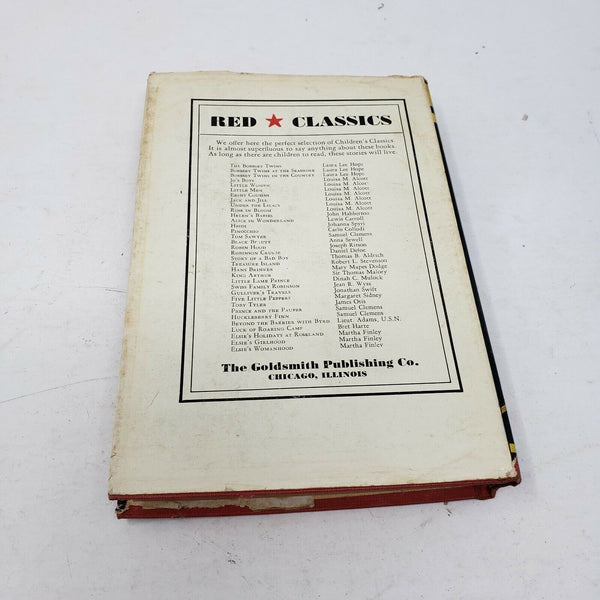 RED ★ CLASSICS
We offer here the perfect selection of Children's Classics
It is almost superfluous to say anything about these books.
As long as there are children to read, these stories will live.
THE BOBBSEY TWINS Laura Lee Hope
BOBBSEY TWINS AT THE SEASHORE Laura Lee Hope
BOBBSEY TWINS IN THE COUNTRY Laura Lee Hope
JO'S BOYS Louisa M. Alcott
LITTLE WOMEN Louisa M. Alcott
LITTLE MEN Louisa M. Alcott
EIGHT COUSINS Louisa M. Alcott
JACK AND JILL Louisa M. Alcott
UNDER THE LILACS Louisa M. Alcott
ROSE IN BLOOM Louisa M. Alcott
HELEN'S BABIES John Habberton
ALICE IN WONDERLAND Lewis Carroll
HEIDI Johanna Spyri
PINOCCHIO Carlo Collodi
TOM SAWYER Samuel Clemens
BLACK BEAUTY Anna Sewell
ROBIN HOOD Joseph Ritson
ROBINSON CRUSOE Daniel Defoe
STORY OF A BAD BOY Thomas B. Aldrich
TREASURE ISLAND Robert L. Stevenson
HANS BRINKER Mary Mapes Dodge
KING ARTHUR Sir Thomas Malory
LITTLE LAME PRINCE Dinah C. Mulock
SWISS FAMILY ROBINSON Jean R. Wyss
GULLIVER'S TRAVELS Jonathan Swift
FIVE LITTLE PEPPERS Margaret Sidney
TOBY TYLER James Otis
PRINCE AND THE PAUPER Samuel Clemens
HUCKLEBERRY FINN Samuel Clemens
BEYOND THE BARRIES WITH BYRD Lieut. Adams, U.S.N.
LUCK OF ROARING CAMP Bret Harte
ELSIE'S HOLIDAYS AT ROSELAND Martha Finley
ELSIE'S GIRLHOOD Martha Finley
ELSIE'S WOMANHOOD Martha Finley
The Goldsmith Publishing Co.
CHICAGO, ILLINOIS